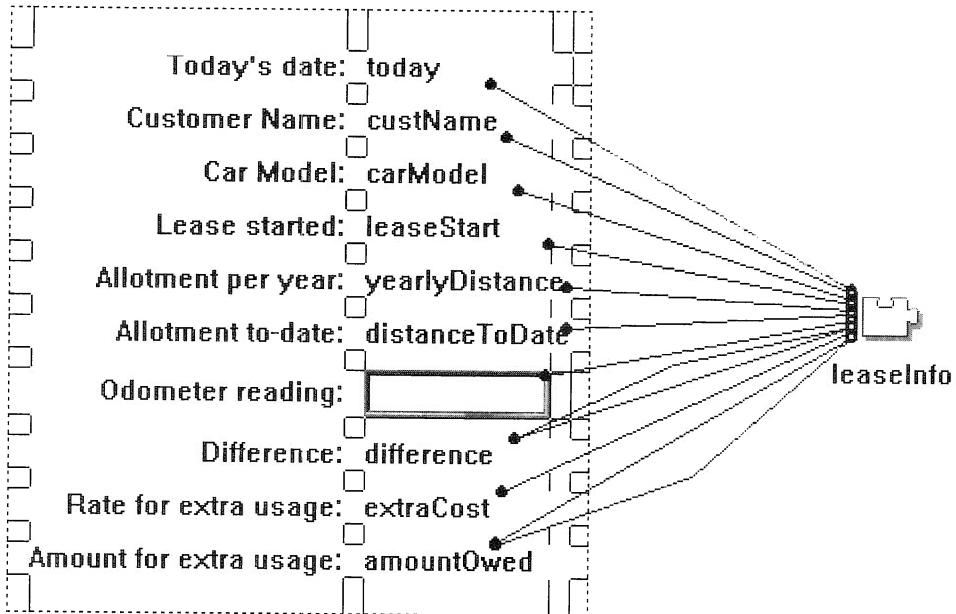 Today's date: today
Customer Name: custName
Car Model: carModel
Lease started: leaseStart
Allotment per year: yearlyDistance
Allotment to-date: distanceToDate
Odometer reading:
leaseInfo
Difference: difference
Rate for extra usage: extraCost
Amount for extra usage: amountOwed